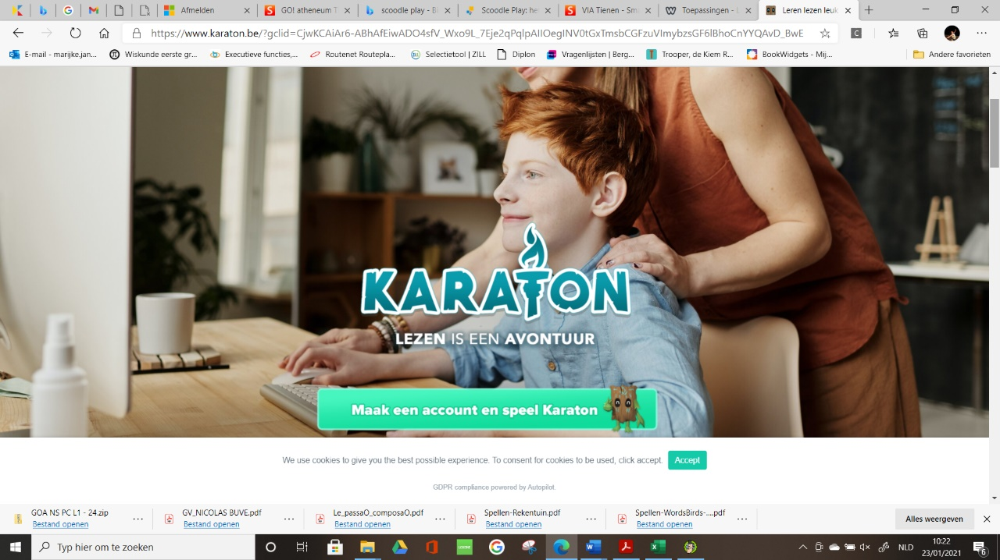 Afmelden
GO! atheneum - S
Account - Sc
Scoodle Play - S
VIA Tienen - Sm
Toepassingen - L
Leren lezen leuk
https://www.karaton.be/?gclid=CjwKCAiAr6-ABhAfEiwADO4sfV_Wxo9L_7Eje2qPqlpAIIOegINV0tGxTmsbCGFzuVImybzsGF6lBhoCnYYQAvD_BwE
E-mail - marijke.jan... Wiskunde eerste gr... Executive functies,... Routenet Routepla... Selectietool | ZILL Diplon Vragenlijsten | Berg... Trooper, de Kiem R... BookWidgets - Mij... Andere favorieten
KARATON
LEZEN IS EEN AVONTUUR
Maak een account en speel Karaton
We use cookies to give you the best possible experience. To consent for cookies to be used, click accept. Accept
GDPR compliance powered by Autopilot.
GOA NS PC L1 - 24.zip GV_NICOLAS BUVE.pdf Le_passaO_composaO.pdf Spellen-Rekentuin.pdf Spellen-WordsBirds-....pdf
Bestand openen Bestand openen Bestand openen Bestand openen Bestand openen
Alles weergeven
Typ hier om te zoeken
NLD
10:22
23/01/2021